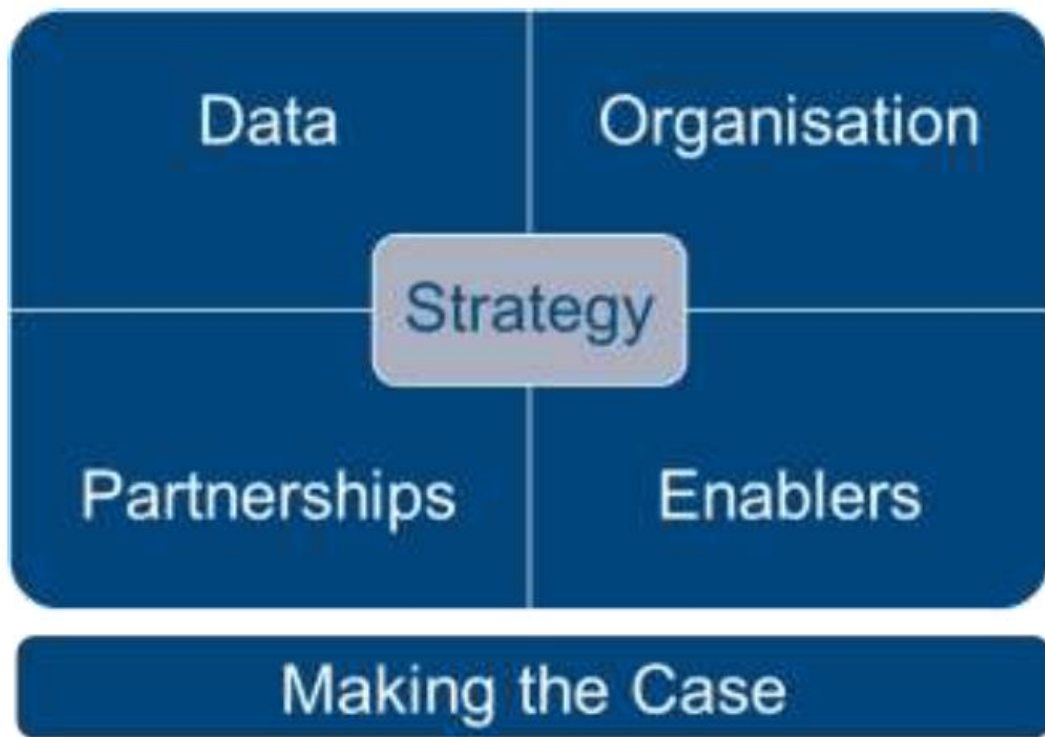 Data
Organisation
Strategy
Partnerships
Enablers
Making the Case